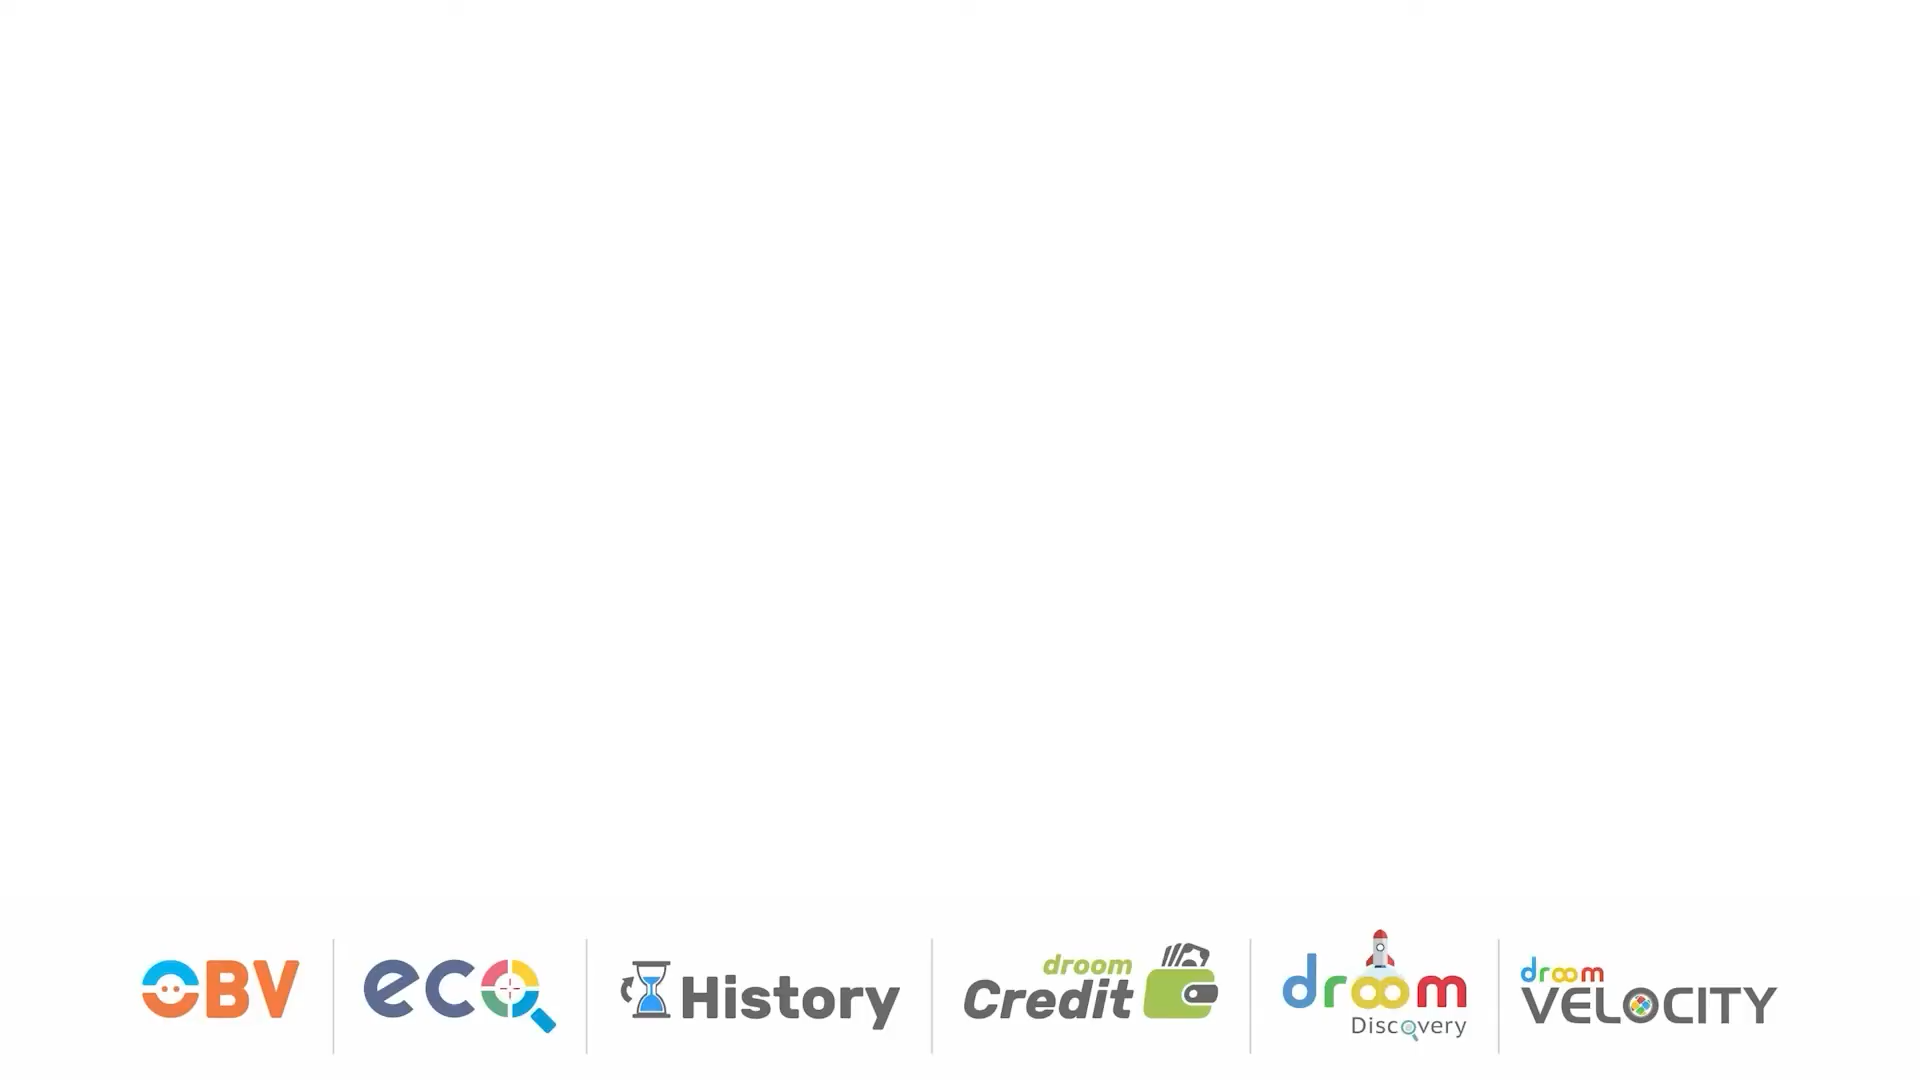 OBV
eco
History
droom
Credit
droom
Discovery
droom
VELOCITY